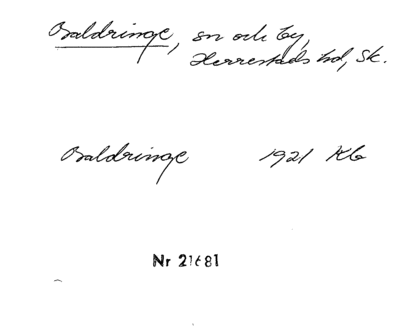 Baldringe, sn och by,
Herrestads hd, Sk.
Baldringe 1921 Kb
Nr 21681